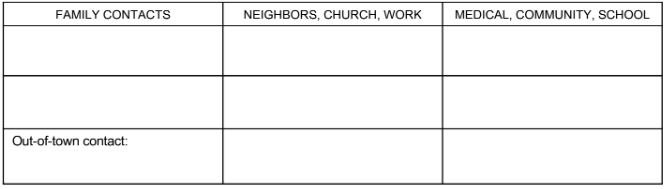 FAMILY CONTACTS
NEIGHBORS, CHURCH, WORK
MEDICAL, COMMUNITY, SCHOOL
Out-of-town contact: